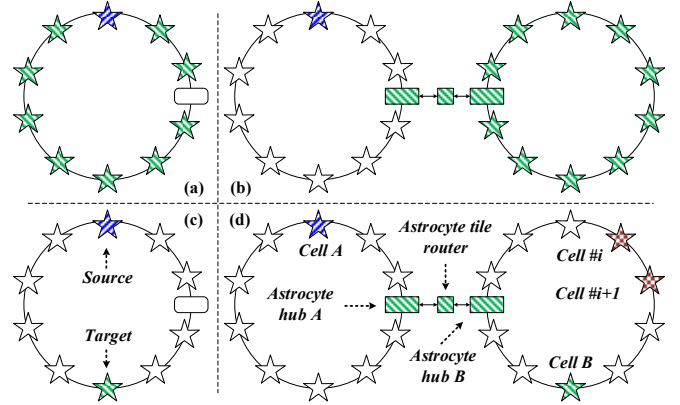 (a)
(b)
(c)
(d)
Source
Target
Cell A
Astrocyte tile
router
Astrocyte
hub A
Astrocyte
hub B
Cell #i
Cell #i+1
Cell B